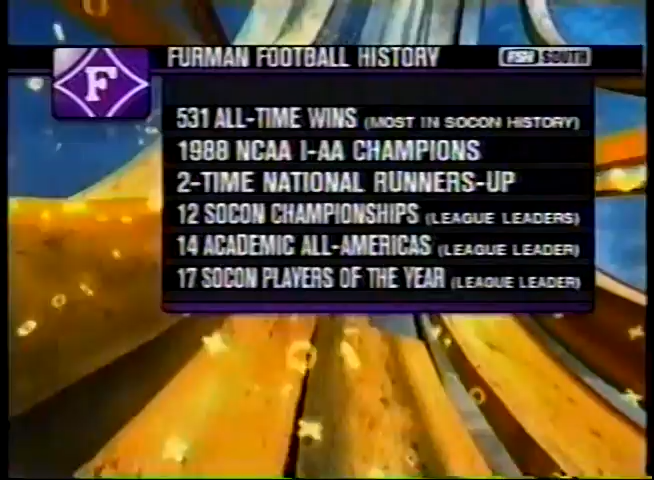 FURMAN FOOTBALL HISTORY
FSN SOUTH
F
531 ALL-TIME WINS (MOST IN SOCON HISTORY)
1988 NCAA I-AA CHAMPIONS
2-TIME NATIONAL RUNNERS-UP
12 SOCON CHAMPIONSHIPS (LEAGUE LEADERS)
14 ACADEMIC ALL-AMERICAS (LEAGUE LEADER)
17 SOCON PLAYERS OF THE YEAR (LEAGUE LEADER)